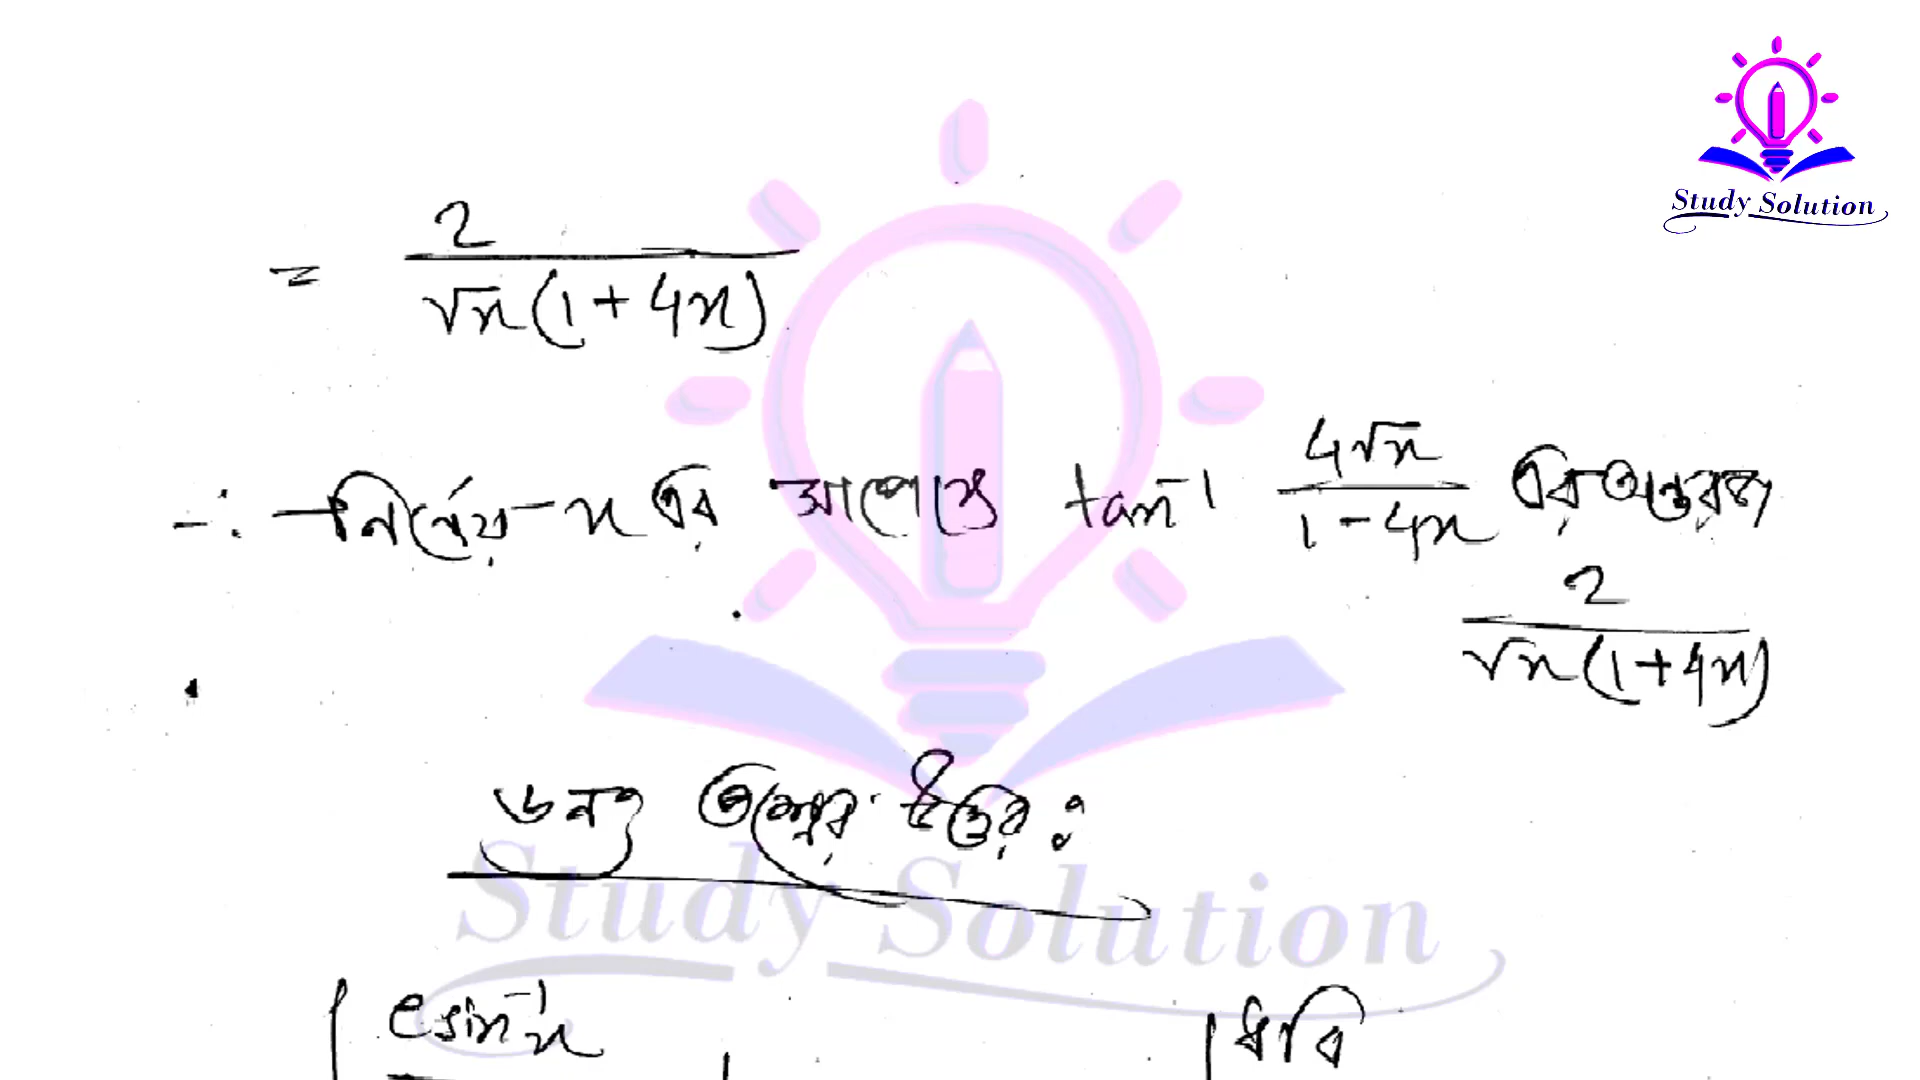 Study Solution
= 2/(√x(1+4x))
∴ নির্ণেয় x এর সাপেক্ষে tan⁻¹ 4√x/(1-4x) এর অন্তরজ
2/(√x(1+4x))
৬নং প্রশ্নের উত্তর:
Study Solution
e sin⁻¹x
ধরি